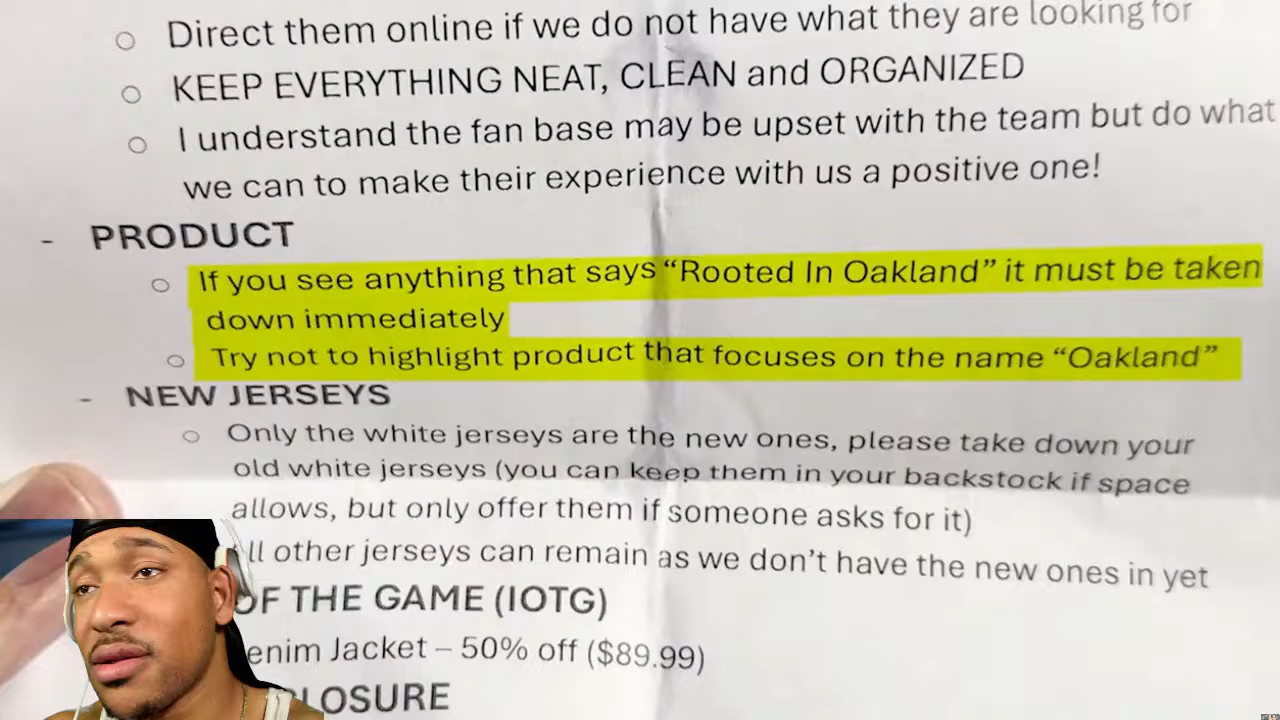 Direct them online if we do not have what they are looking for
KEEP EVERYTHING NEAT, CLEAN and ORGANIZED
I understand the fan base may be upset with the team but do what
we can to make their experience with us a positive one!
- PRODUCT
If you see anything that says “Rooted In Oakland” it must be taken
down immediately
Try not to highlight product that focuses on the name “Oakland”
- NEW JERSEYS
Only the white jerseys are the new ones, please take down your
old white jerseys (you can keep them in your backstock if space
allows, but only offer them if someone asks for it)
ll other jerseys can remain as we don’t have the new ones in yet
OF THE GAME (IOTG)
enim Jacket – 50% off ($89.99)
LOSURE